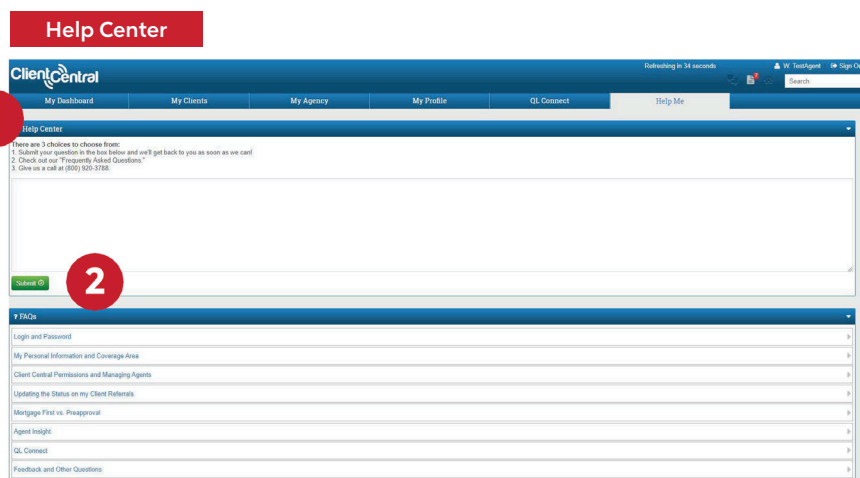 Help Center
Refreshing in 34 seconds
W. TestAgent
Sign O
ClientCentral
Search
My Dashboard
My Clients
My Agency
My Profile
QL Connect
Help Me
Help Center
There are 3 choices to choose from:
1. Submit your question in the box below and we'll get back to you as soon as we can!
2. Check out our "Frequently Asked Questions."
3. Give us a call at (800) 920-3788.
Submit
2
? FAQs
Login and Password
My Personal Information and Coverage Area
Client Central Permissions and Managing Agents
Updating the Status on my Client Referrals
Mortgage First vs. Preapproval
Agent Insight
QL Connect
Feedback and Other Questions